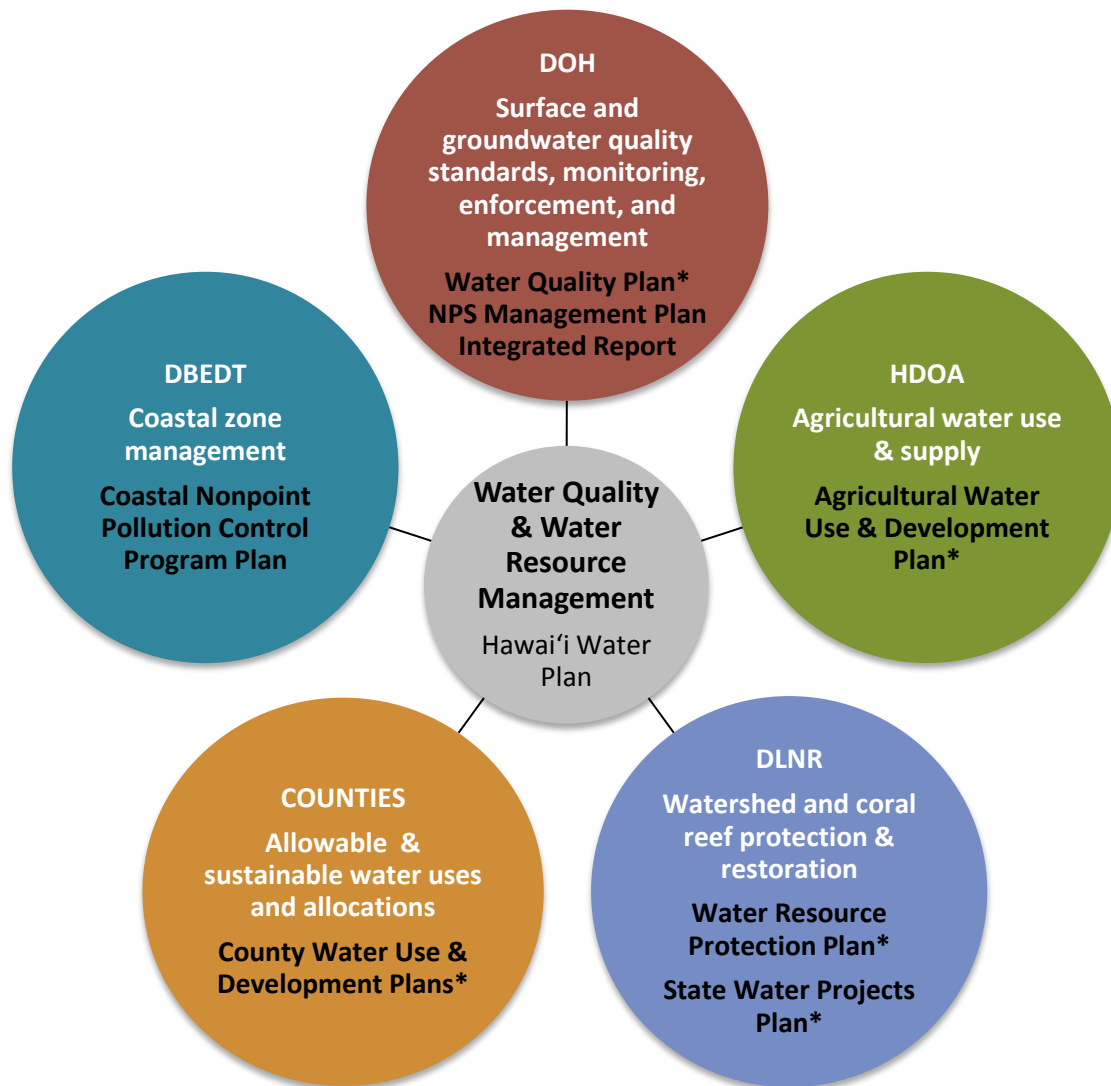 DOH
Surface and
groundwater quality
standards, monitoring,
enforcement, and
management
Water Quality Plan*
NPS Management Plan
Integrated Report
DBEDT
Coastal zone
management
Coastal Nonpoint
Pollution Control
Program Plan
HDOA
Agricultural water use
& supply
Agricultural Water
Use & Development
Plan*
Water Quality
& Water
Resource
Management
Hawaiʻi Water
Plan
COUNTIES
Allowable &
sustainable water uses
and allocations
County Water Use &
Development Plans*
DLNR
Watershed and coral
reef protection &
restoration
Water Resource
Protection Plan*
State Water Projects
Plan*